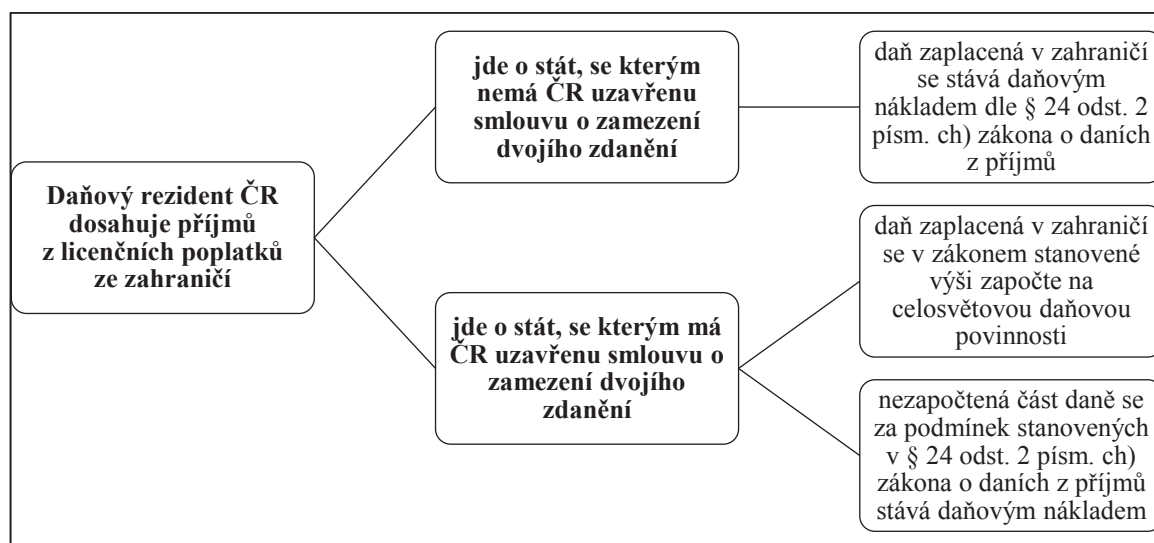 Daňový rezident ČR
dosahuje příjmů
z licenčních poplatků
ze zahraničí
jde o stát, se kterým
nemá ČR uzavřenu
smlouvu o zamezení
dvojího zdanění
daň zaplacená v zahraničí
se stává daňovým
nákladem dle § 24 odst. 2
písm. ch) zákona o daních
z příjmů
jde o stát, se kterým má
ČR uzavřenu smlouvu o
zamezení dvojího
zdanění
daň zaplacená v zahraničí
se v zákonem stanovené
výši započte na
celosvětovou daňovou
povinnosti
nezapočtená část daně se
za podmínek stanovených
v § 24 odst. 2 písm. ch)
zákona o daních z příjmů
stává daňovým nákladem